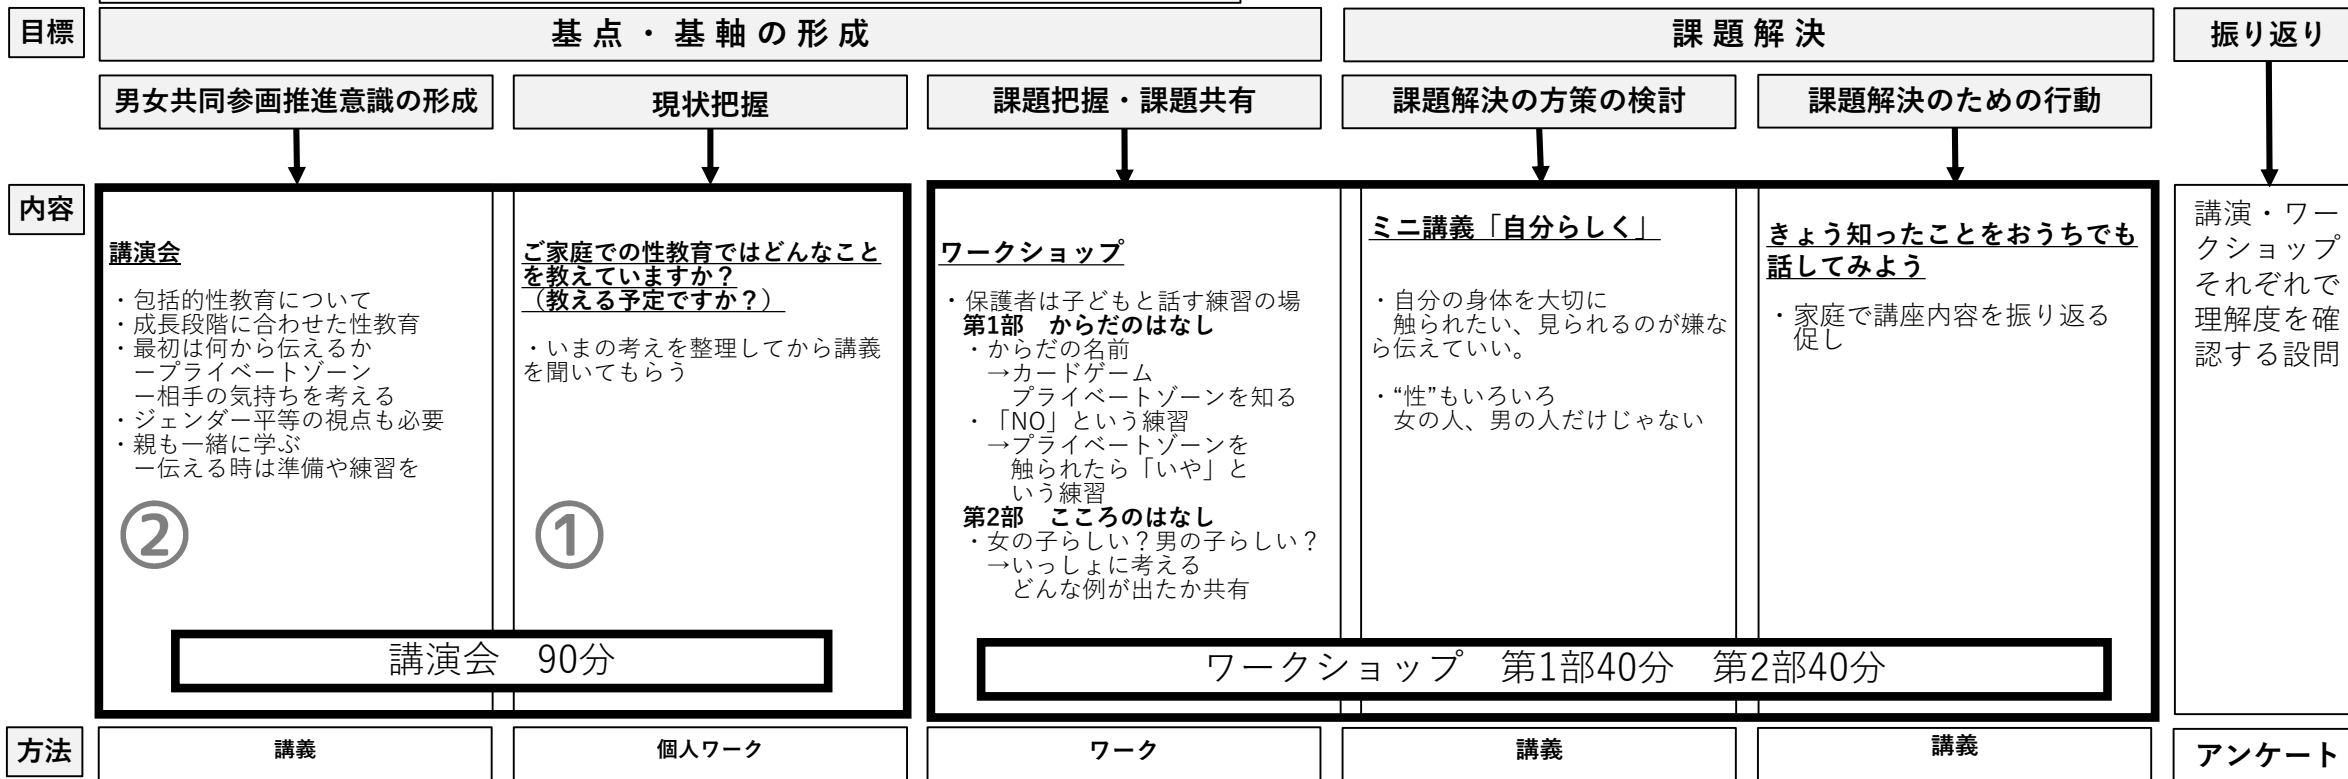 目標
基点・基軸の形成
課題解決
振り返り
男女共同参画推進意識の形成
現状把握
課題把握・課題共有
課題解決の方策の検討
課題解決のための行動
内容
講演会
・包括的性教育について
・成長段階に合わせた性教育
・最初は何から伝えるか
ープライベートゾーン
ー相手の気持ちを考える
・ジェンダー平等の視点も必要
・親も一緒に学ぶ
ー伝える時は準備や練習を
②
ご家庭での性教育ではどんなこと
を教えていますか？
（教える予定ですか？）
・いまの考えを整理してから講義
を聞いてもらう
①
講演会　90分
ワークショップ
・保護者は子どもと話す練習の場
第1部　からだのはなし
・からだの名前
→カードゲーム
プライベートゾーンを知る
・「NO」という練習
→プライベートゾーンを
触られたら「いや」と
いう練習
第2部　こころのはなし
・女の子らしい？男の子らしい？
→いっしょに考える
どんな例が出たか共有
ミニ講義「自分らしく」
・自分の身体を大切に
触られたい、見られるのが嫌な
ら伝えていい。
・“性”もいろいろ
女の人、男の人だけじゃない
きょう知ったことをおうちでも
話してみよう
・家庭で講座内容を振り返る
促し
ワークショップ　第1部40分　第2部40分
講演・ワー
クショップ
それぞれで
理解度を確
認する設問
方法
講義
個人ワーク
ワーク
講義
講義
アンケート